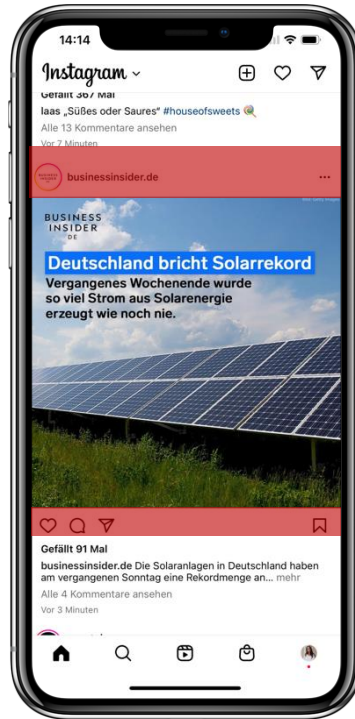 14:14
Instagram
Gefällt 367 Mal
laas „Süßes oder Saures“ #houseofsweets 🍭
Alle 13 Kommentare ansehen
Vor 7 Minuten
businessinsider.de
BUSINESS
INSIDER
DE
Deutschland bricht Solarrekord
Vergangenes Wochenende wurde
so viel Strom aus Solarenergie
erzeugt wie noch nie.
Gefällt 91 Mal
businessinsider.de Die Solaranlagen in Deutschland haben
am vergangenen Sonntag eine Rekordmenge an... mehr
Alle 4 Kommentare ansehen
Vor 3 Minuten